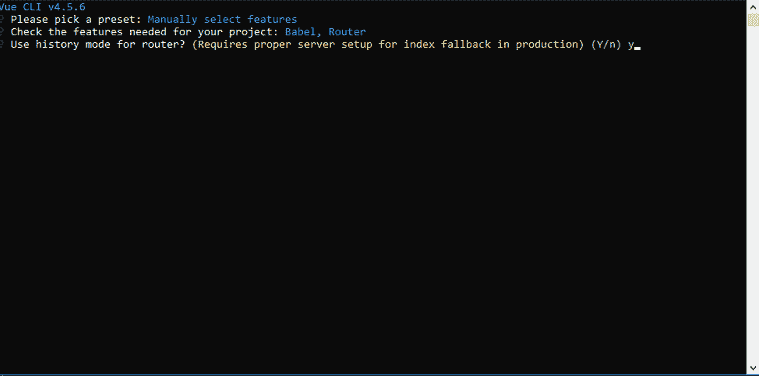 Vue CLI v4.5.6
? Please pick a preset: Manually select features
? Check the features needed for your project: Babel, Router
? Use history mode for router? (Requires proper server setup for index fallback in production) (Y/n) y